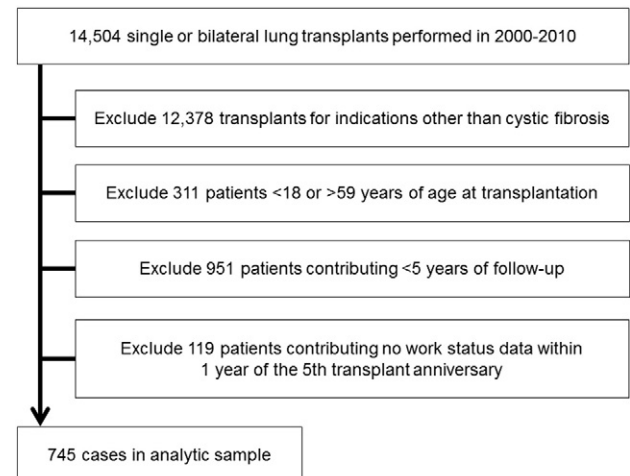 14,504 single or bilateral lung transplants performed in 2000-2010
Exclude 12,378 transplants for indications other than cystic fibrosis
Exclude 311 patients <18 or >59 years of age at transplantation
Exclude 951 patients contributing <5 years of follow-up
Exclude 119 patients contributing no work status data within
1 year of the 5th transplant anniversary
745 cases in analytic sample